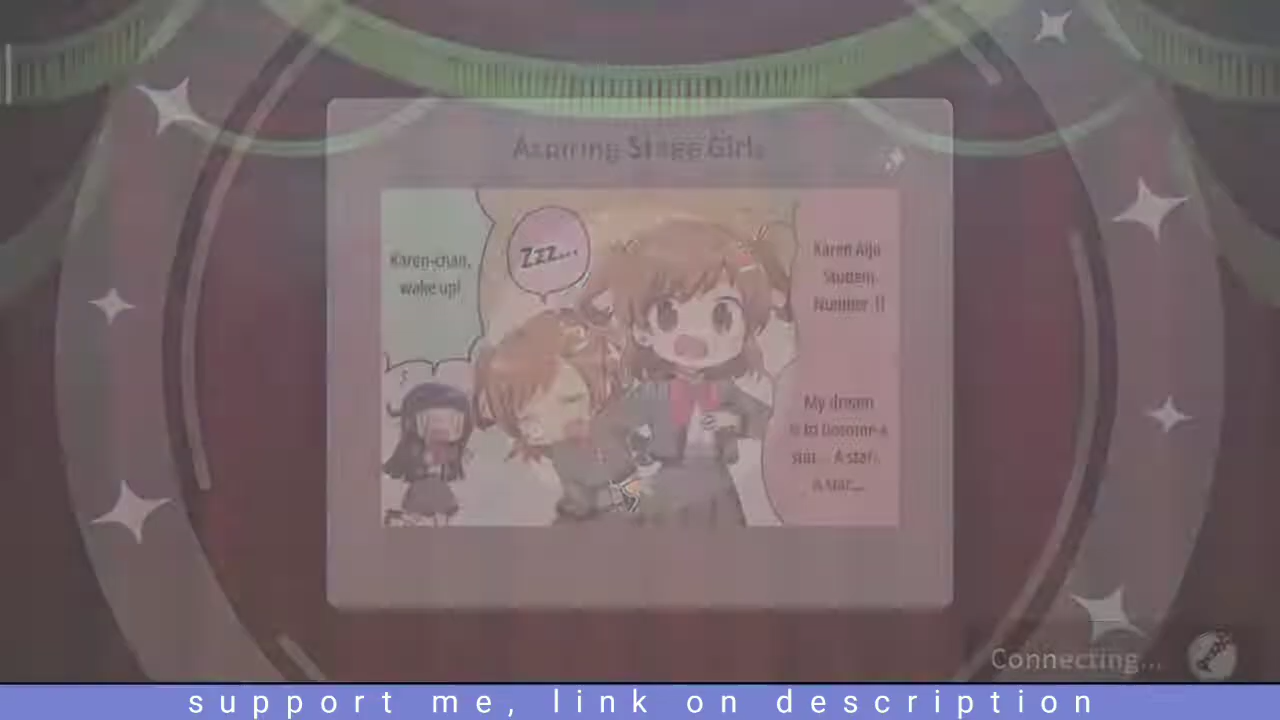 Aspiring Stage Girls
Karen-chan,
wake up!
ZZZ...
Karen Aijo
Student
Number 11
My dream
is to become a
star... A star..
a star...
Connecting...
support me, link on description